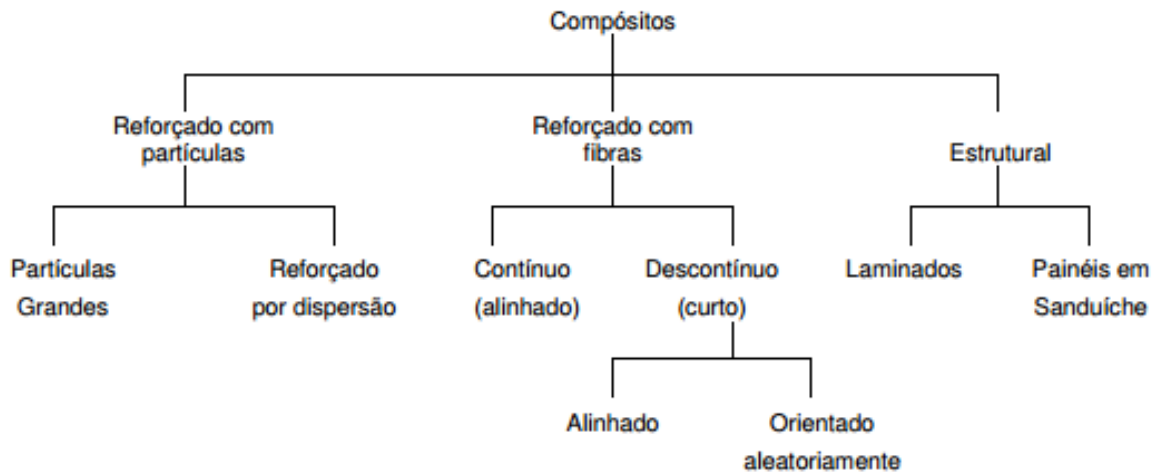 Compósitos
Reforçado com
partículas
Reforçado com
fibras
Estrutural
Partículas
Grandes
Reforçado
por dispersão
Contínuo
(alinhado)
Descontínuo
(curto)
Laminados
Painéis em
Sanduíche
Alinhado
Orientado
aleatoriamente